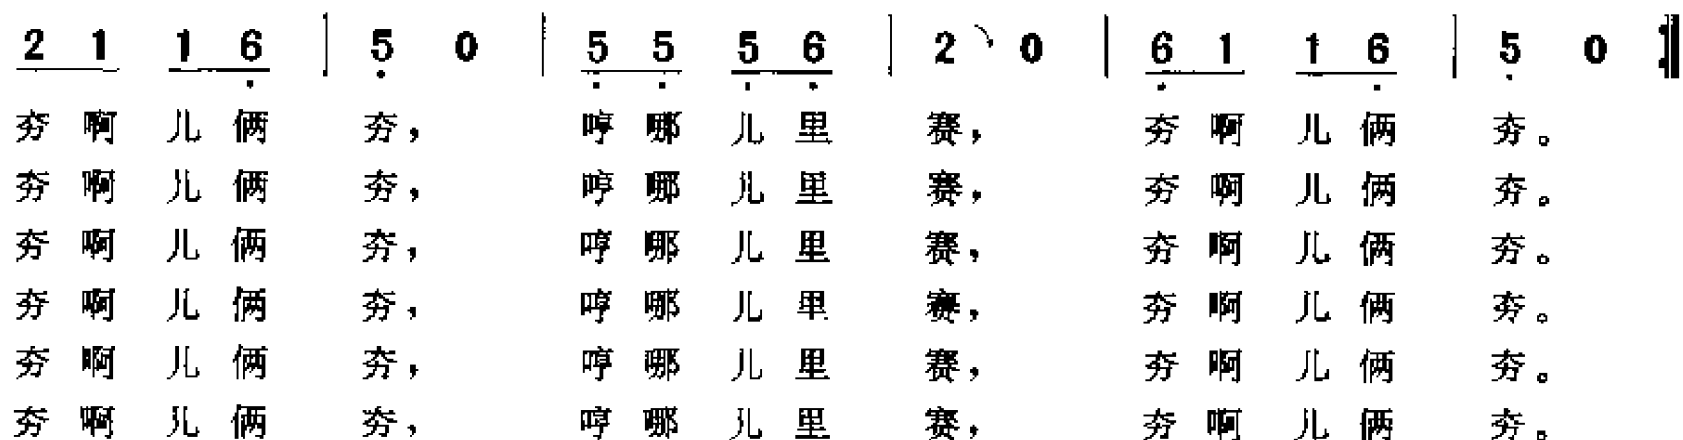 2 1 1 6 | 5 0 | 5 5 5 6 | 2 0 | 6 1 1 6 | 5 0 :‖
夯 啊 儿 俩 夯， 哼 哪 儿 里 赛， 夯 啊 儿 俩 夯。
夯 啊 儿 俩 夯， 哼 哪 儿 里 赛， 夯 啊 儿 俩 夯。
夯 啊 儿 俩 夯， 哼 哪 儿 里 赛， 夯 啊 儿 俩 夯。
夯 啊 儿 俩 夯， 哼 哪 儿 里 赛， 夯 啊 儿 俩 夯。
夯 啊 儿 俩 夯， 哼 哪 儿 里 赛， 夯 啊 儿 俩 夯。
夯 啊 儿 俩 夯， 哼 哪 儿 里 赛， 夯 啊 儿 俩 夯。